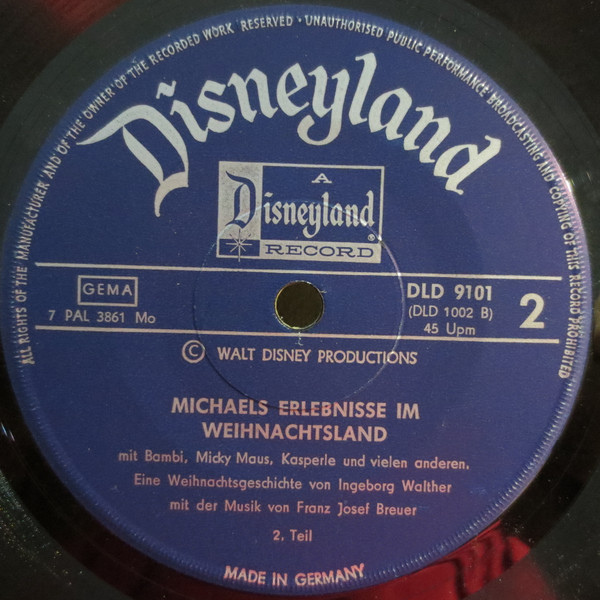 ALL RIGHTS OF THE MANUFACTURER AND OF THE OWNER OF THE RECORDED WORK RESERVED · UNAUTHORISED PUBLIC PERFORMANCE BROADCASTING AND COPYING OF THIS RECORD PROHIBITED
Disneyland
A
Disneyland®
RECORD
GEMA
7 PAL 3861 Mo
DLD 9101
(DLD 1002 B)
45 Upm
2
© WALT DISNEY PRODUCTIONS
MICHAELS ERLEBNISSE IM
WEIHNACHTSLAND
mit Bambi, Micky Maus, Kasperle und vielen anderen.
Eine Weihnachtsgeschichte von Ingeborg Walther
mit der Musik von Franz Josef Breuer
2. Teil
MADE IN GERMANY